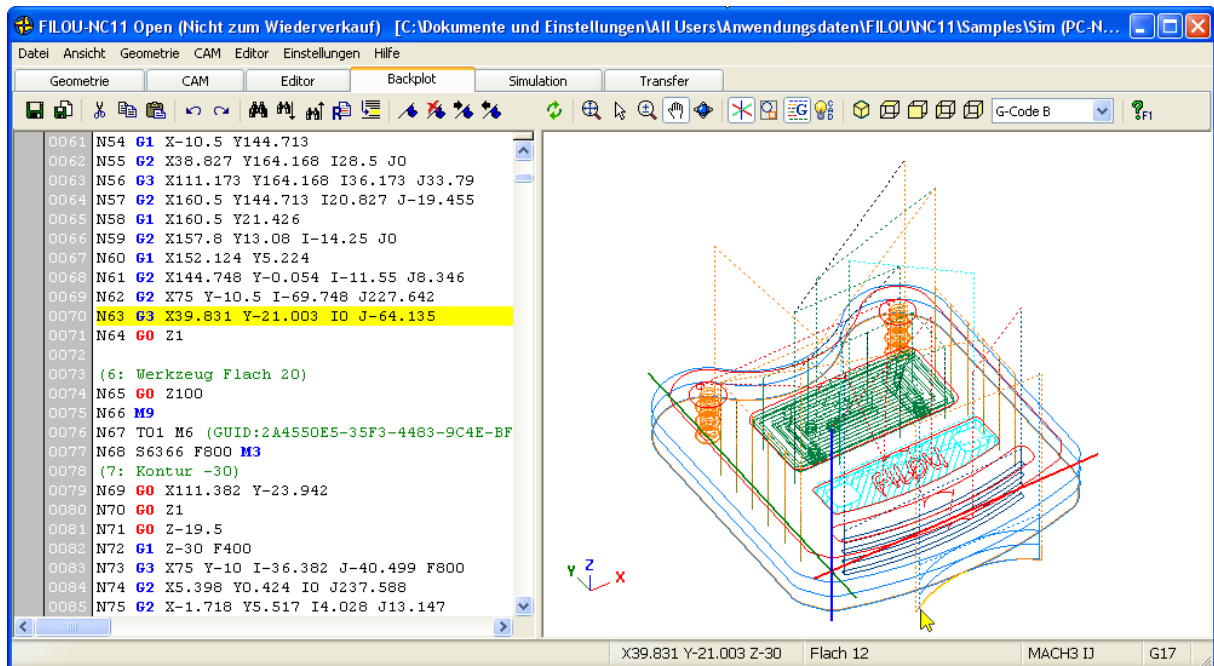 FILOU-NC11 Open (Nicht zum Wiederverkauf) [C:\Dokumente und Einstellungen\All Users\Anwendungsdaten\FILOU\NC11\Samples\Sim (PC-N...
Datei Ansicht Geometrie CAM Editor Einstellungen Hilfe
Geometrie CAM Editor Backplot Simulation Transfer
G-Code B F1
0061 N54 G1 X-10.5 Y144.713
0062 N55 G2 X38.827 Y164.168 I28.5 J0
0063 N56 G3 X111.173 Y164.168 I36.173 J33.79
0064 N57 G2 X160.5 Y144.713 I20.827 J-19.455
0065 N58 G1 X160.5 Y21.426
0066 N59 G2 X157.8 Y13.08 I-14.25 J0
0067 N60 G1 X152.124 Y5.224
0068 N61 G2 X144.748 Y-0.054 I-11.55 J8.346
0069 N62 G2 X75 Y-10.5 I-69.748 J227.642
0070 N63 G3 X39.831 Y-21.003 I0 J-64.135
0071 N64 G0 Z1
0072
0073 (6: Werkzeug Flach 20)
0074 N65 G0 Z100
0075 N66 M9
0076 N67 T01 M6 (GUID:2A4550E5-35F3-4483-9C4E-BF
0077 N68 S6366 F800 M3
0078 (7: Kontur -30)
0079 N69 G0 X111.382 Y-23.942
0080 N70 G0 Z1
0081 N71 G0 Z-19.5
0082 N72 G1 Z-30 F400
0083 N73 G3 X75 Y-10 I-36.382 J-40.499 F800
0084 N74 G2 X5.398 Y0.424 I0 J237.588
0085 N75 G2 X-1.718 Y5.517 I4.028 J13.147
FILOU
Y Z X
X39.831 Y-21.003 Z-30 Flach 12 MACH3 IJ G17